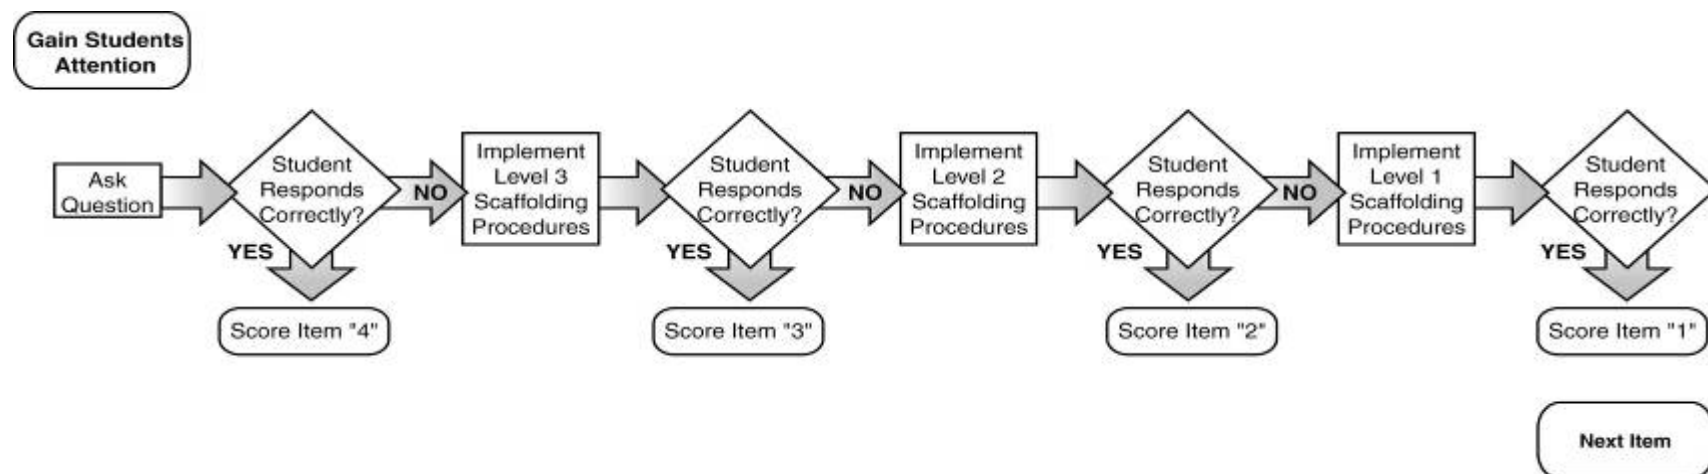 Gain Students
Attention
Ask
Question
Student
Responds
Correctly?
NO
YES
Score Item "4"
Implement
Level 3
Scaffolding
Procedures
Student
Responds
Correctly?
NO
YES
Score Item "3"
Implement
Level 2
Scaffolding
Procedures
Student
Responds
Correctly?
NO
YES
Score Item "2"
Implement
Level 1
Scaffolding
Procedures
Student
Responds
Correctly?
YES
Score Item "1"
Next Item